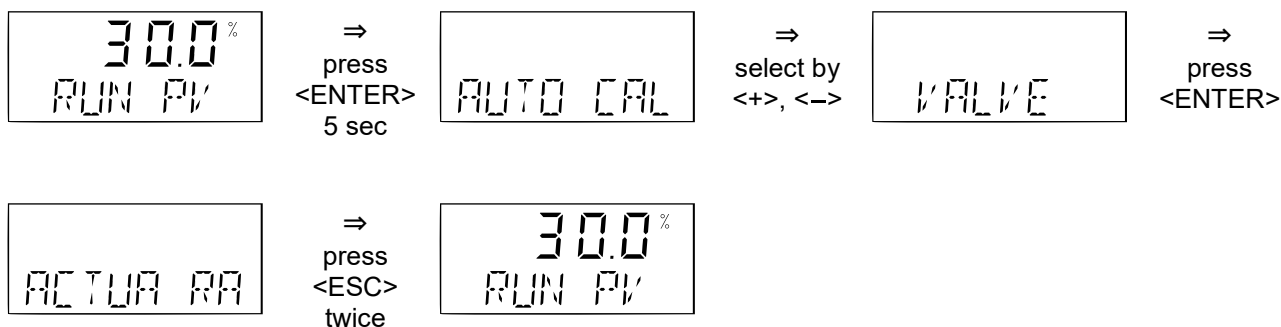 30.0 %
RUN PV
⇒
press
<ENTER>
5 sec
AUTO CAL
⇒
select by
<+>, <–>
VALVE
⇒
press
<ENTER>
ACTUA RA
⇒
press
<ESC>
twice
30.0 %
RUN PV